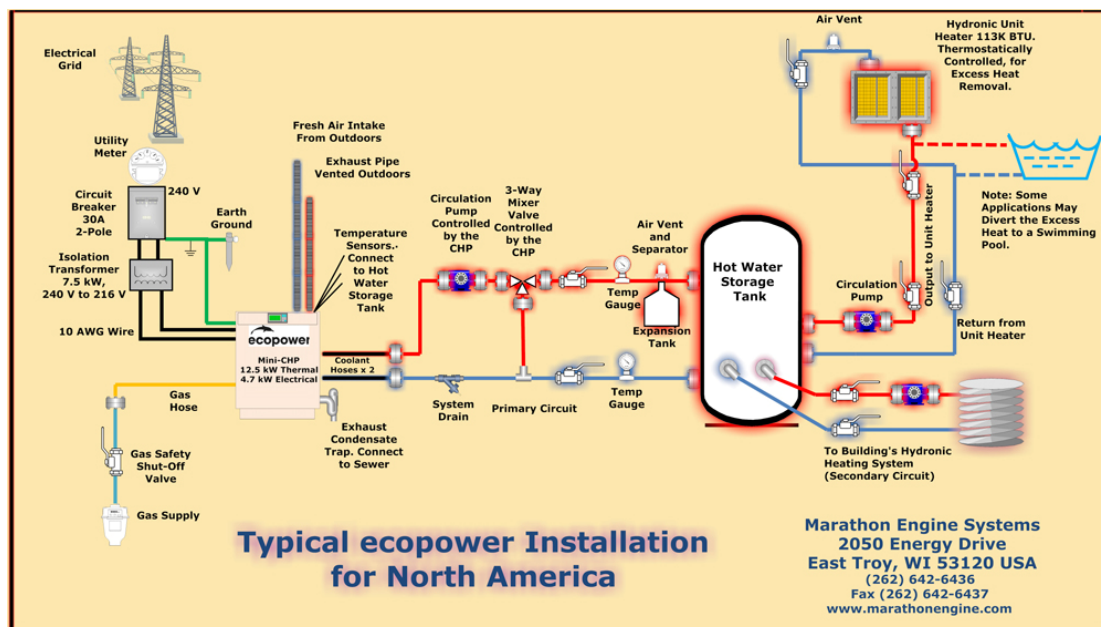 Electrical
Grid
Utility
Meter
240 V
Circuit
Breaker
30A
2-Pole
Earth
Ground
Isolation
Transformer
7.5 kW,
240 V to 216 V
10 AWG Wire
Gas
Hose
Gas Safety
Shut-Off
Valve
Gas Supply
Fresh Air Intake
From Outdoors
Exhaust Pipe
Vented Outdoors
Temperature
Sensors..
Connect
to Hot
Water
Storage
Tank
ecopower
Mini-CHP
12.5 kW Thermal
4.7 kW Electrical
Coolant
Hoses x 2
Exhaust
Condensate
Trap. Connect
to Sewer
Circulation
Pump
Controlled
by the
CHP
3-Way
Mixer
Valve
Controlled
by the
CHP
System
Drain
Primary Circuit
Temp
Gauge
Temp
Gauge
Air Vent
and
Separator
Expansion
Tank
Hot Water
Storage
Tank
Air Vent
Hydronic Unit
Heater 113K BTU.
Thermostatically
Controlled, for
Excess Heat
Removal.
Note: Some
Applications May
Divert the Excess
Heat to a Swimming
Pool.
Output to Unit Heater
Circulation
Pump
Return from
Unit Heater
To Building's Hydronic
Heating System
(Secondary Circuit)
Typical ecopower Installation
for North America
Marathon Engine Systems
2050 Energy Drive
East Troy, WI 53120 USA
(262) 642-6436
Fax (262) 642-6437
www.marathonengine.com